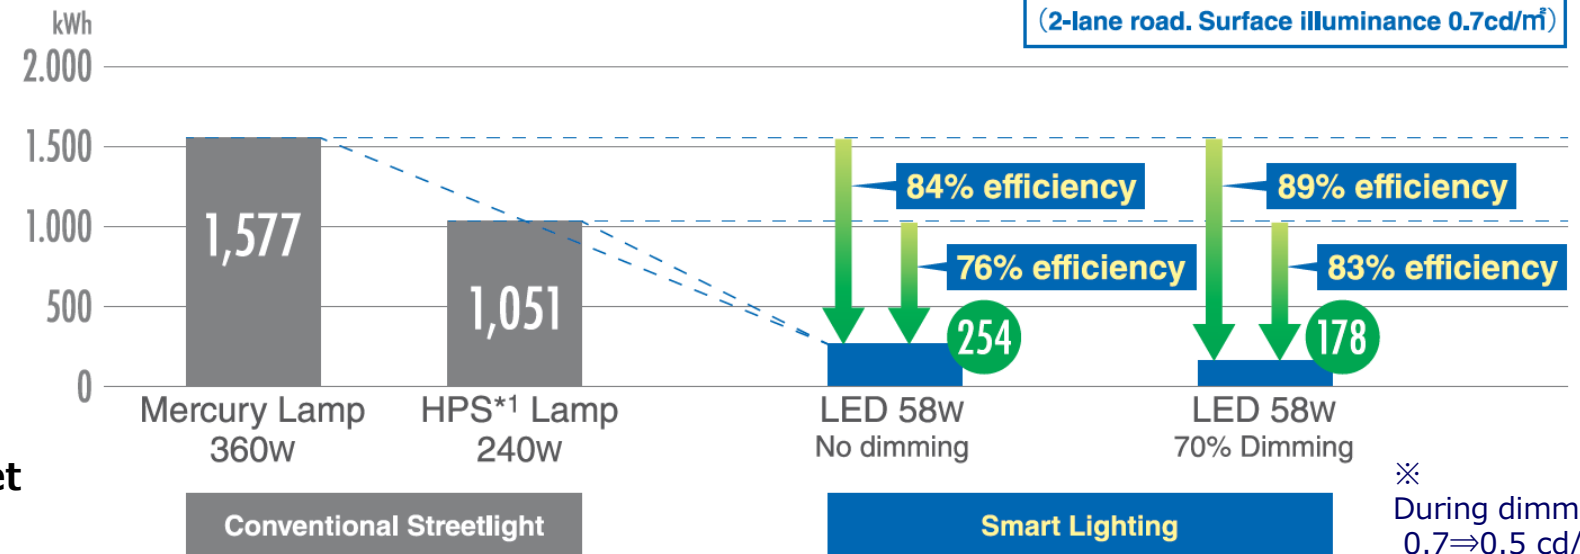 (2-lane road. Surface illuminance 0.7cd/㎡)
kWh
2.000
1.500
1.000
500
0
1,577
1,051
84% efficiency
89% efficiency
76% efficiency
83% efficiency
254
178
Mercury Lamp
360w
HPS*1 Lamp
240w
LED 58w
No dimming
LED 58w
70% Dimming
et
Conventional Streetlight
Smart Lighting
※
During dimm
0.7⇒0.5 cd/